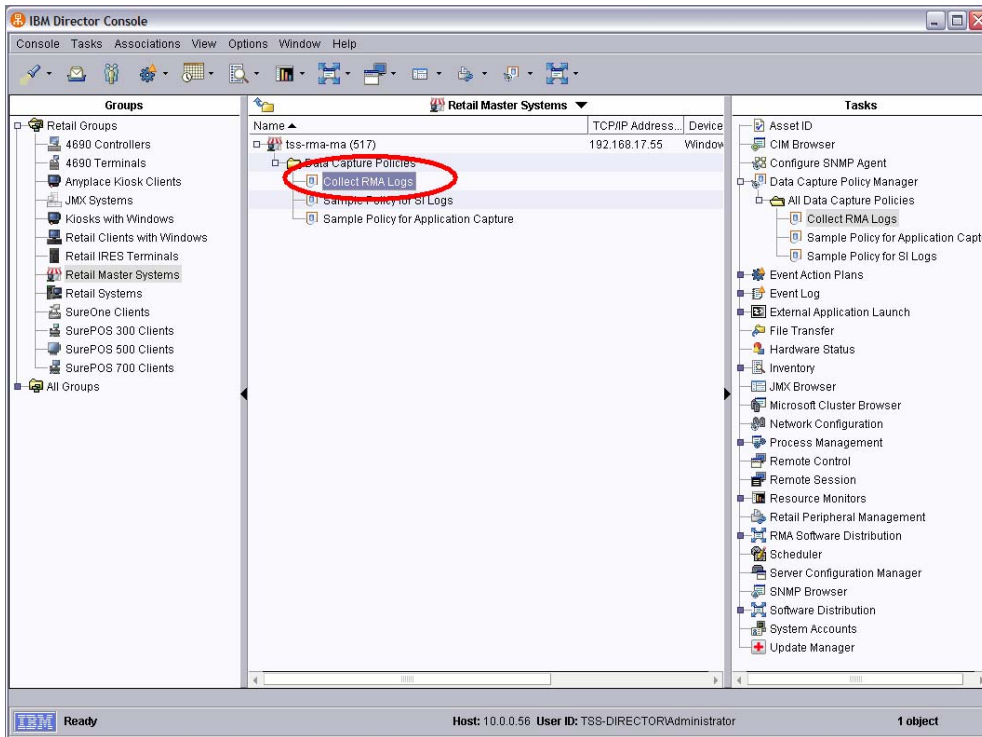 IBM Director Console
Console Tasks Associations View Options Window Help
Groups
Retail Groups
4690 Controllers
4690 Terminals
Anyplace Kiosk Clients
JMX Systems
Kiosks with Windows
Retail Clients with Windows
Retail IRES Terminals
Retail Master Systems
Retail Systems
SureOne Clients
SurePOS 300 Clients
SurePOS 500 Clients
SurePOS 700 Clients
All Groups
Retail Master Systems
Name TCP/IP Address... Device
tss-rma-ma (517) 192.168.17.55 Window
Data Capture Policies
Collect RMA Logs
Sample Policy for SI Logs
Sample Policy for Application Capture
Tasks
Asset ID
CIM Browser
Configure SNMP Agent
Data Capture Policy Manager
All Data Capture Policies
Collect RMA Logs
Sample Policy for Application Capt
Sample Policy for SI Logs
Event Action Plans
Event Log
External Application Launch
File Transfer
Hardware Status
Inventory
JMX Browser
Microsoft Cluster Browser
Network Configuration
Process Management
Remote Control
Remote Session
Resource Monitors
Retail Peripheral Management
RMA Software Distribution
Scheduler
Server Configuration Manager
SNMP Browser
Software Distribution
System Accounts
Update Manager
IBM Ready Host: 10.0.0.56 User ID: TSS-DIRECTOR\Administrator 1 object